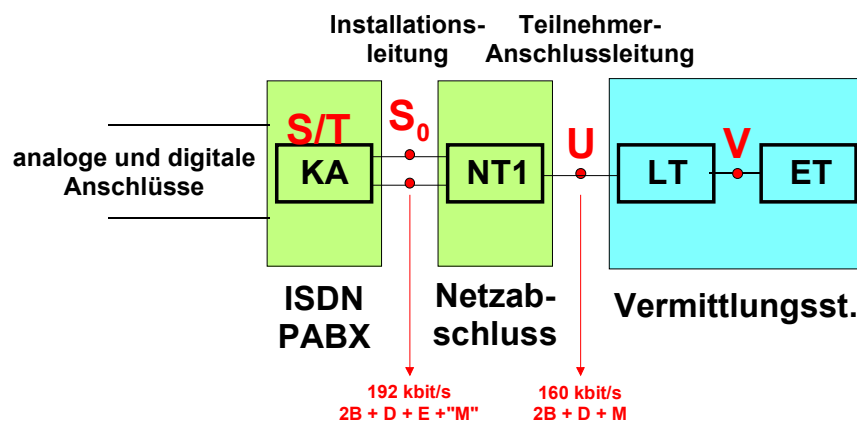 Installations-
leitung
Teilnehmer-
Anschlussleitung
analoge und digitale
Anschlüsse
S/T
KA
S0
NT1
U
LT
V
ET
ISDN
PABX
Netzab-
schluss
Vermittlungsst.
192 kbit/s
2B + D + E +"M"
160 kbit/s
2B + D + M